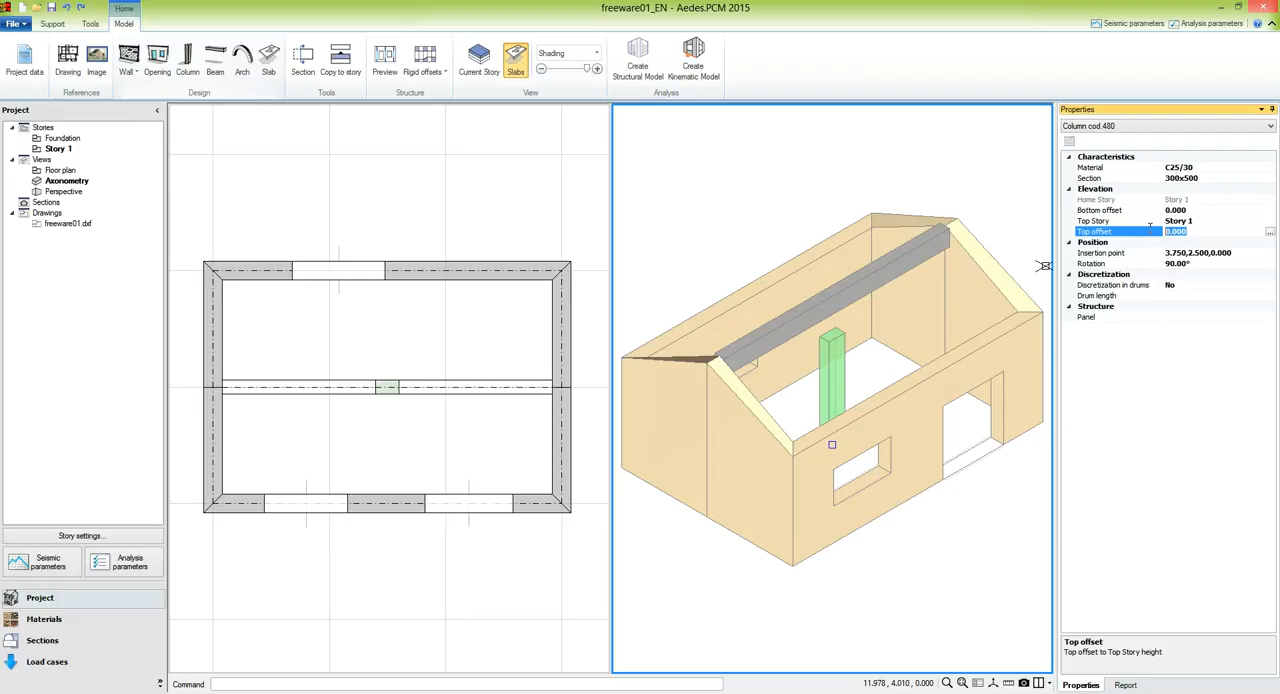 freeware01_EN - Aedes.PCM 2015
File
Home
Support
Tools
Model
Seismic parameters
Analysis parameters
Project data
Drawing
Image
Wall
Opening
Column
Beam
Arch
Slab
Section
Copy to story
Preview
Rigid offsets
Current Story
Slabs
Shading
Create Structural Model
Create Kinematic Model
References
Design
Tools
Structure
View
Analysis
Project
Stories
Foundation
Story 1
Views
Floor plan
Axonometry
Perspective
Sections
Drawings
freeware01.dxf
Story settings...
Seismic parameters
Analysis parameters
Project
Materials
Sections
Load cases
Properties
Column cod.480
Characteristics
Material C25/30
Section 300x500
Elevation
Home Story Story 1
Bottom offset 0.000
Top Story Story 1
Top offset 0.000 ...
Position
Insertion point 3.750,2.500,0.000
Rotation 90.00°
Discretization
Discretization in drums No
Drum length
Structure
Panel
Top offset
Top offset to Top Story height
Command
11.978 , 4.010 , 0.000
Properties
Report